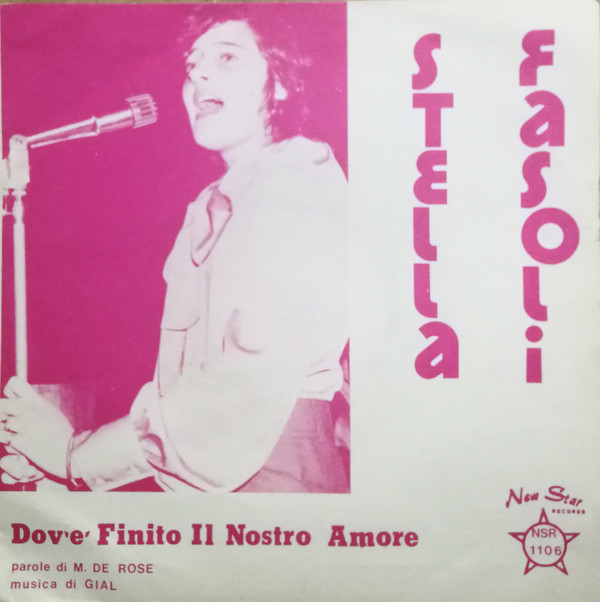 STELLA
FASOLi
Dov'e' Finito Il Nostro Amore
parole di M. DE ROSE
musica di GIAL
New Star
RECORDS
NSR
1106